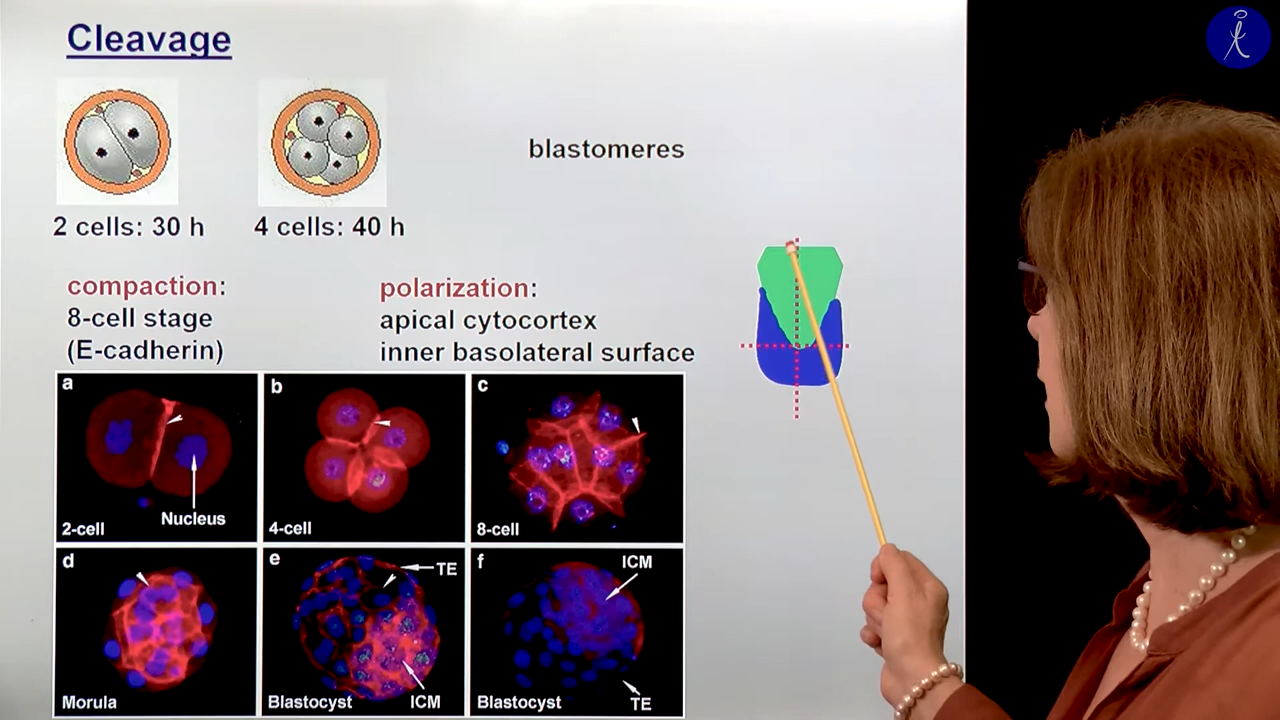 Cleavage
blastomeres
2 cells: 30 h
4 cells: 40 h
compaction:
8-cell stage
(E-cadherin)
polarization:
apical cytocortex
inner basolateral surface
a
Nucleus
2-cell
b
4-cell
c
8-cell
d
Morula
e
TE
Blastocyst
ICM
f
ICM
Blastocyst
TE